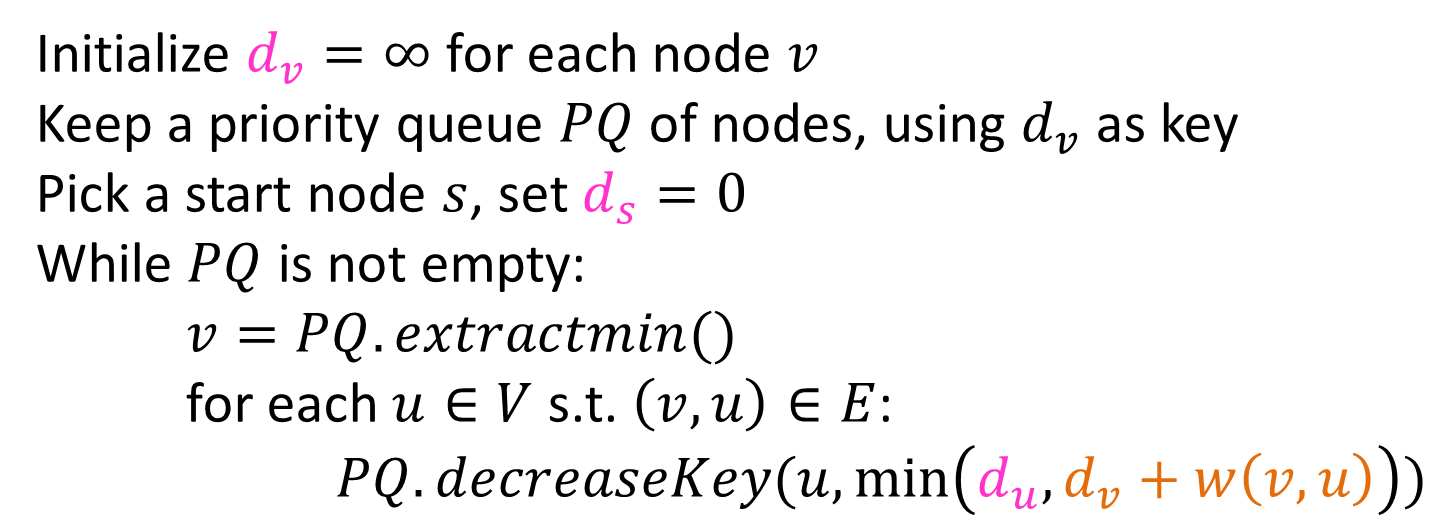 Initialize d_v = ∞ for each node v
Keep a priority queue PQ of nodes, using d_v as key
Pick a start node s, set d_s = 0
While PQ is not empty:
v = PQ.extractmin()
for each u ∈ V s.t. (v, u) ∈ E:
PQ.decreaseKey(u, min(d_u, d_v + w(v, u)))